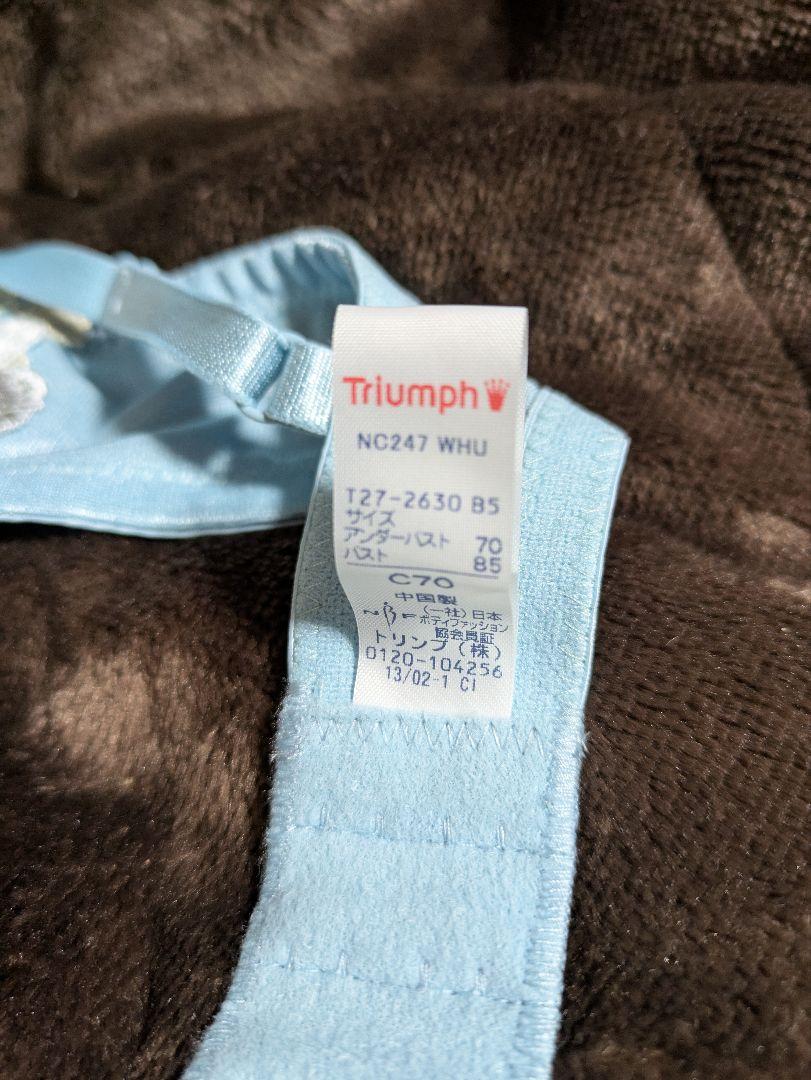 Triumph
NC247 WHU
T27-2630 B5
サイズ
アンダーバスト 70
バスト 85
C70
中国製
NBF (一社)日本
ボディファッション
協会員証
トリンプ(株)
0120-104256
13/02-1 CI